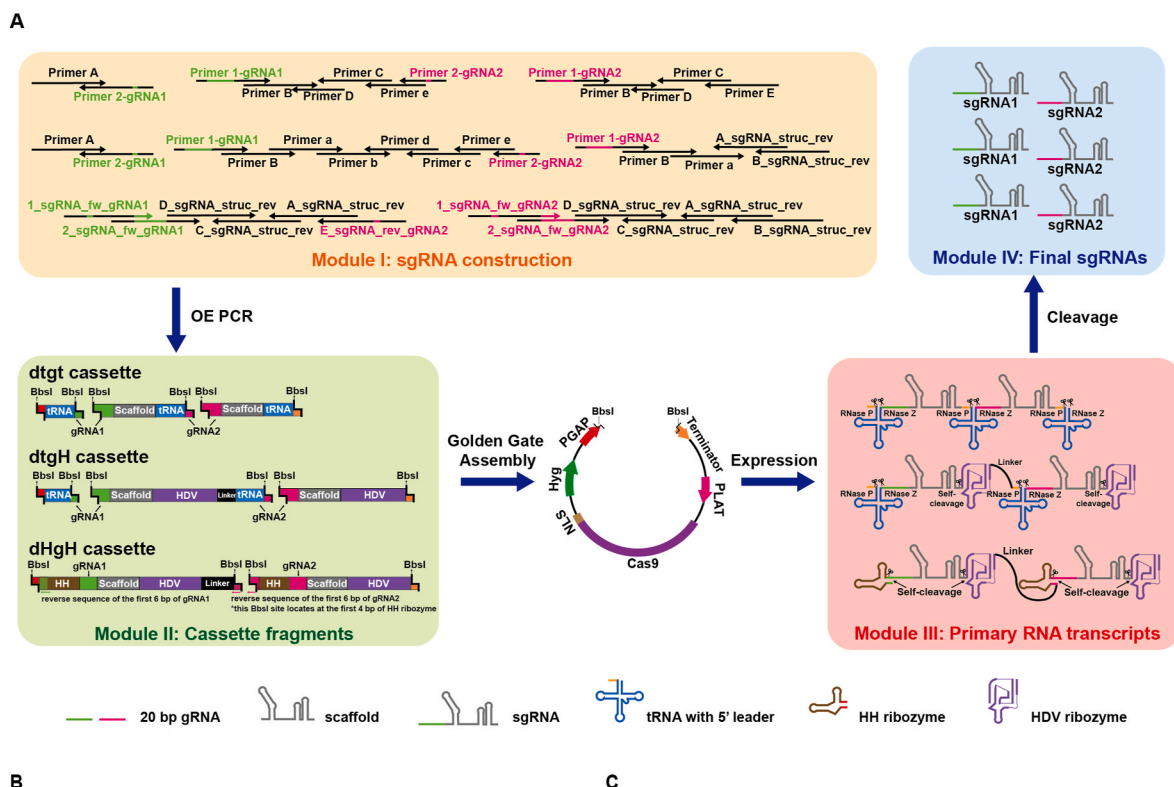 A
Primer A
Primer 2-gRNA1
Primer 1-gRNA1
Primer C
Primer 2-gRNA2
Primer B
Primer D
Primer e
Primer 1-gRNA2
Primer C
Primer B
Primer D
Primer E
Primer A
Primer 2-gRNA1
Primer 1-gRNA1
Primer a
Primer d
Primer e
Primer B
Primer b
Primer c
Primer 2-gRNA2
Primer 1-gRNA2
A_sgRNA_struc_rev
Primer B
Primer a
B_sgRNA_struc_rev
1_sgRNA_fw_gRNA1
D_sgRNA_struc_rev
A_sgRNA_struc_rev
2_sgRNA_fw_gRNA1
C_sgRNA_struc_rev
E_sgRNA_rev_gRNA2
1_sgRNA_fw_gRNA2
D_sgRNA_struc_rev
A_sgRNA_struc_rev
2_sgRNA_fw_gRNA2
C_sgRNA_struc_rev
B_sgRNA_struc_rev
Module I: sgRNA construction
sgRNA1
sgRNA2
sgRNA1
sgRNA2
sgRNA1
sgRNA2
Module IV: Final sgRNAs
OE PCR
Cleavage
dtgt cassette
BbsI
BbsI
BbsI
BbsI
BbsI
BbsI
tRNA
Scaffold
tRNA
Scaffold
tRNA
gRNA1
gRNA2
dtgH cassette
BbsI
BbsI
BbsI
BbsI
BbsI
BbsI
tRNA
Scaffold
HDV
Linker
tRNA
Scaffold
HDV
gRNA1
gRNA2
dHgH cassette
BbsI
gRNA1
BbsI
BbsI
gRNA2
BbsI
HH
Scaffold
HDV
Linker
HH
Scaffold
HDV
reverse sequence of the first 6 bp of gRNA1
reverse sequence of the first 6 bp of gRNA2
*this BbsI site locates at the first 4 bp of HH ribozyme
Module II: Cassette fragments
Golden Gate
Assembly
BbsI
BbsI
PGAP
Terminator
Hyg
PLAT
NLS
Cas9
Expression
RNase P
RNase Z
RNase P
RNase Z
RNase P
RNase Z
Linker
RNase P
RNase Z
Self-
cleavage
RNase P
RNase Z
Self-
cleavage
Linker
Self-cleavage
Self-cleavage
Module III: Primary RNA transcripts
20 bp gRNA
scaffold
sgRNA
tRNA with 5' leader
HH ribozyme
HDV ribozyme
B
C